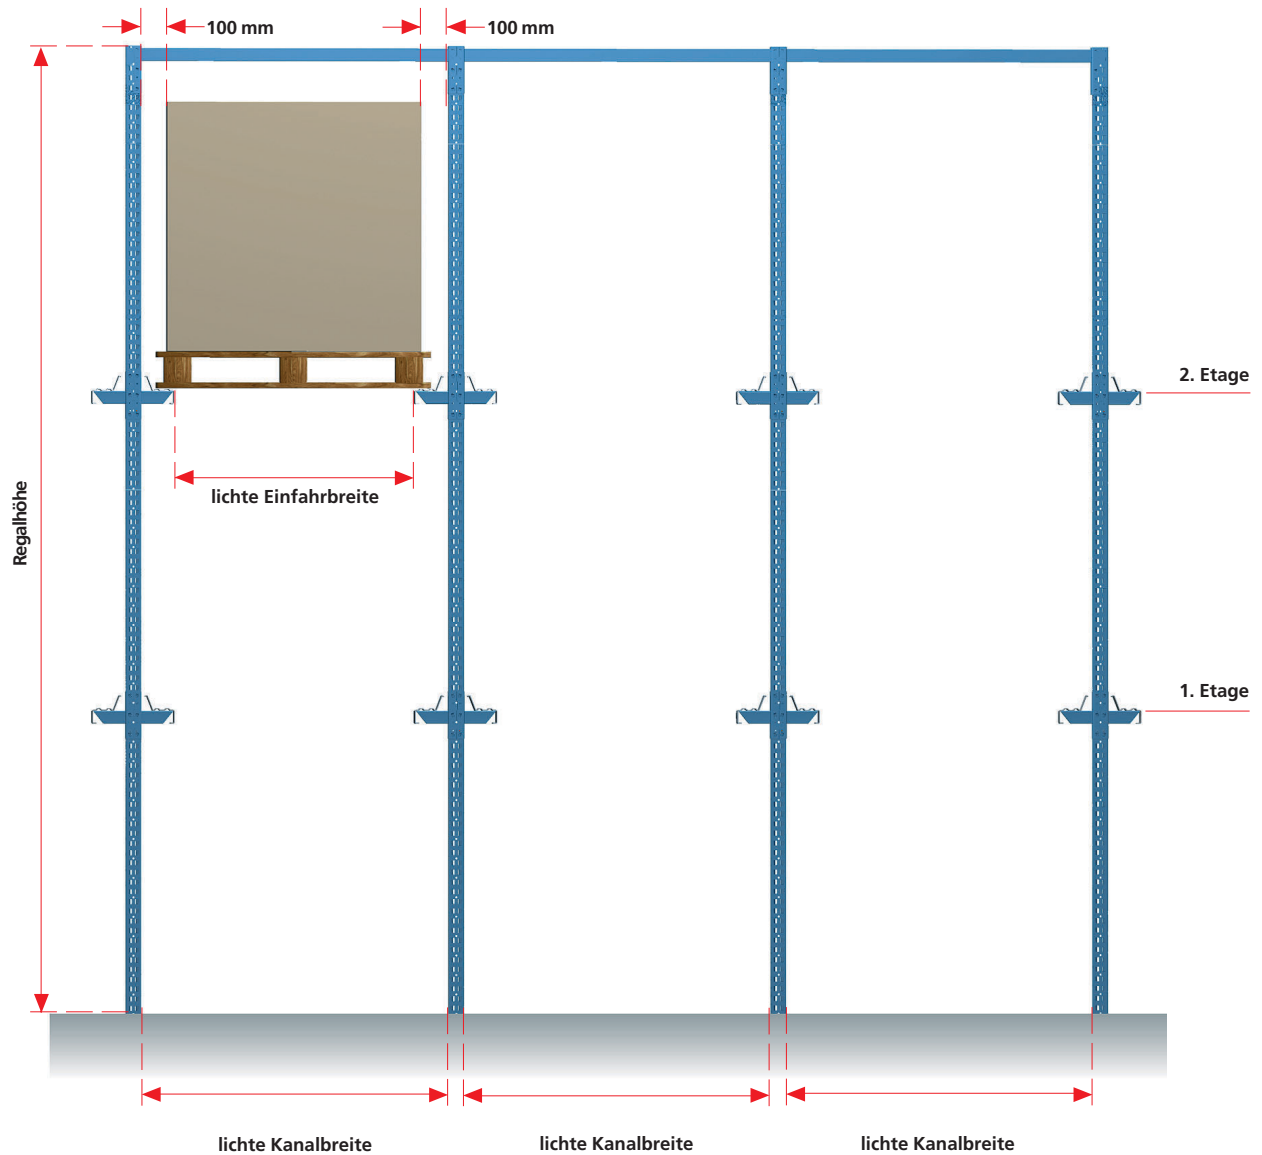 100 mm
100 mm
2. Etage
lichte Einfahrbreite
Regalhöhe
1. Etage
lichte Kanalbreite
lichte Kanalbreite
lichte Kanalbreite